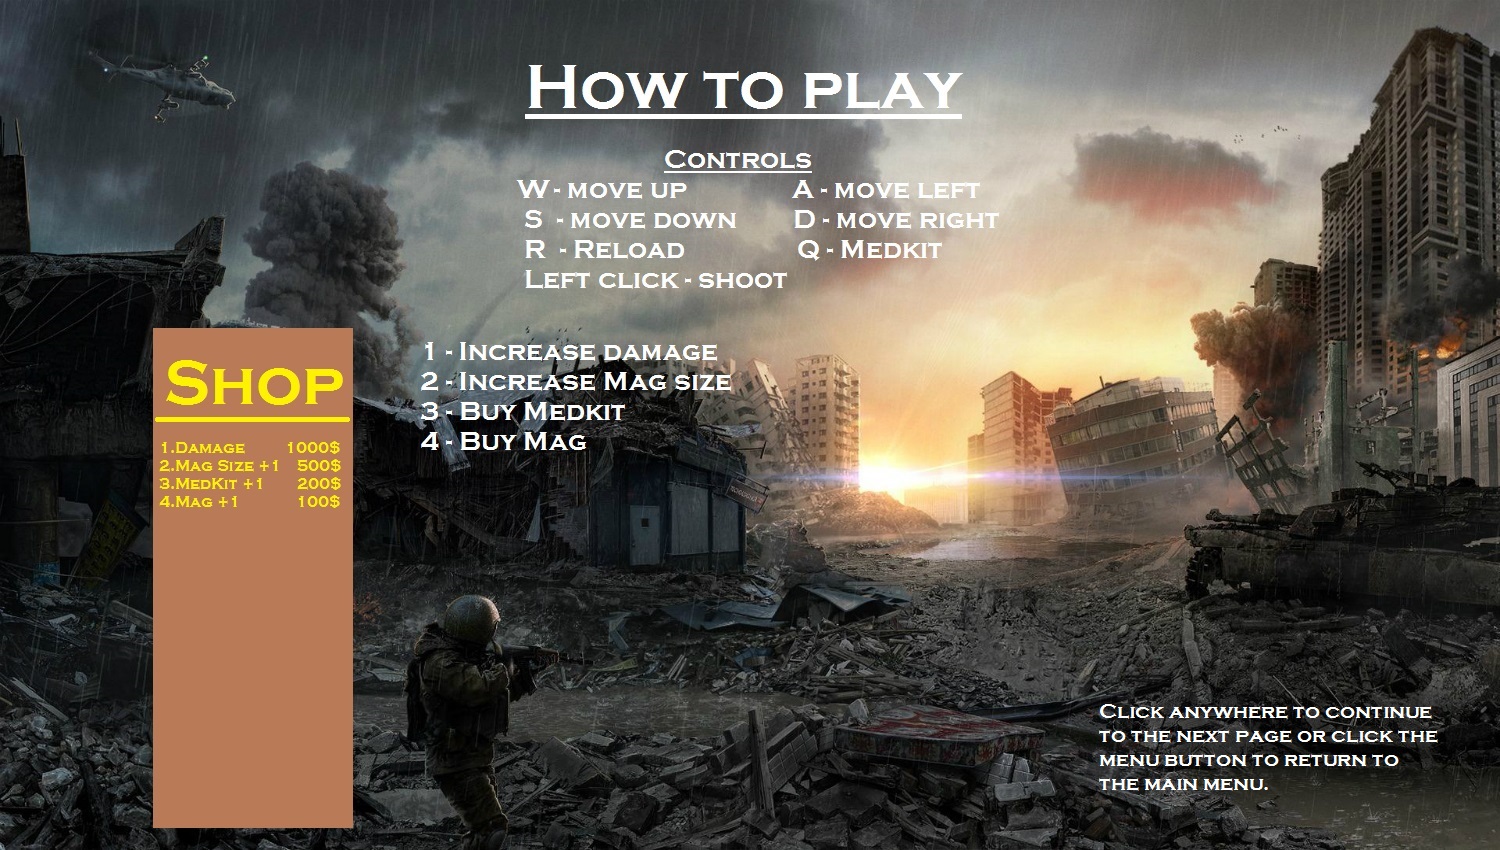 How to play
Controls
W - move up A - move left
S - move down D - move right
R - Reload Q - Medkit
Left click - shoot
1 - Increase damage
2 - Increase Mag size
3 - Buy Medkit
4 - Buy Mag
Shop
1.Damage 1000$
2.Mag Size +1 500$
3.MedKit +1 200$
4.Mag +1 100$
Click anywhere to continue
to the next page or click the
menu button to return to
the main menu.